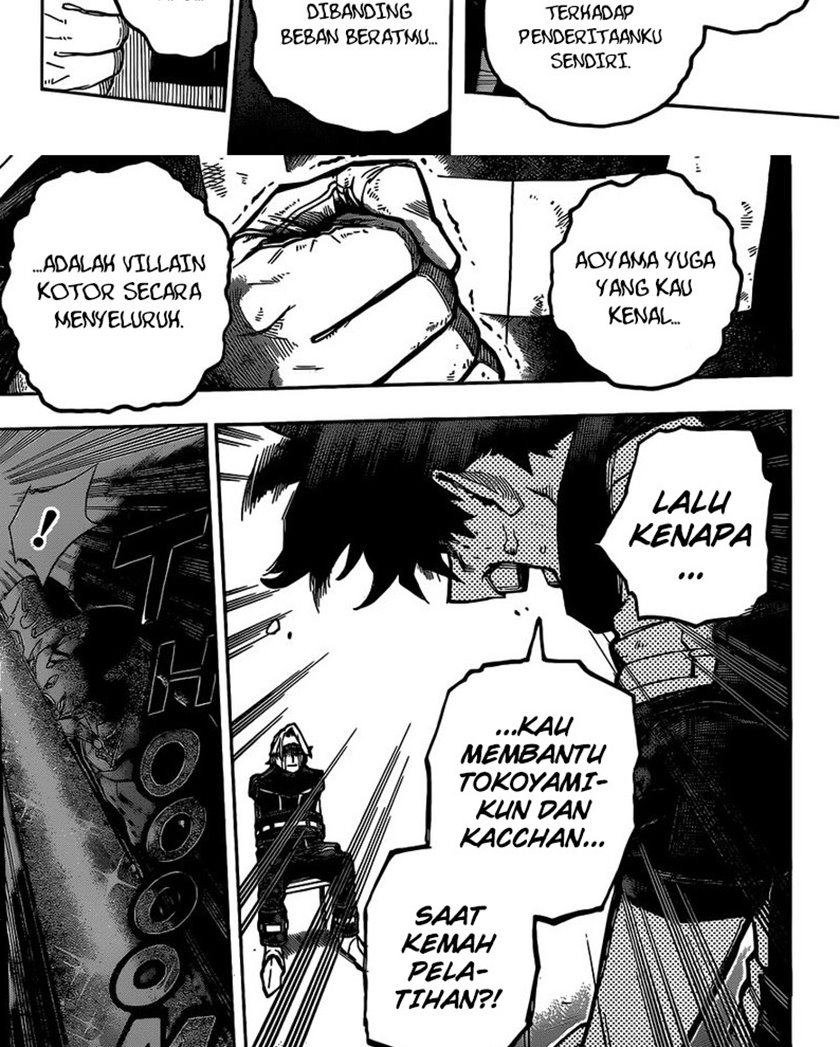 TERHADAP
PENDERITAANKU
SENDIRI.
DIBANDING
BEBAN BERATMU...
AOYAMA YUGA
YANG KAU
KENAL...
...ADALAH VILLAIN
KOTOR SECARA
MENYELURUH.
LALU
KENAPA
...
...KAU
MEMBANTU
TOKOYAMI-
KUN DAN
KACCHAN...
SAAT
KEMAH
PELA-
TIHAN?!
!
THOOOOM